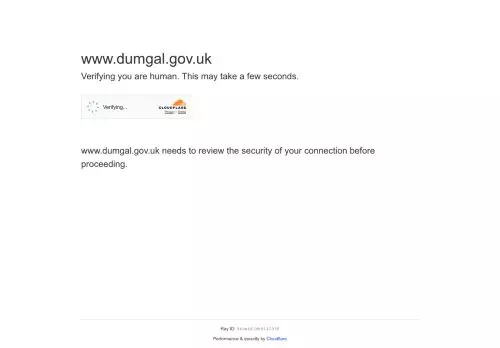 www.dumgal.gov.uk
Verifying you are human. This may take a few seconds.
Verifying...
CLOUDFLARE
Privacy • Terms
www.dumgal.gov.uk needs to review the security of your connection before
proceeding.
Ray ID:
Performance & security by Cloudflare